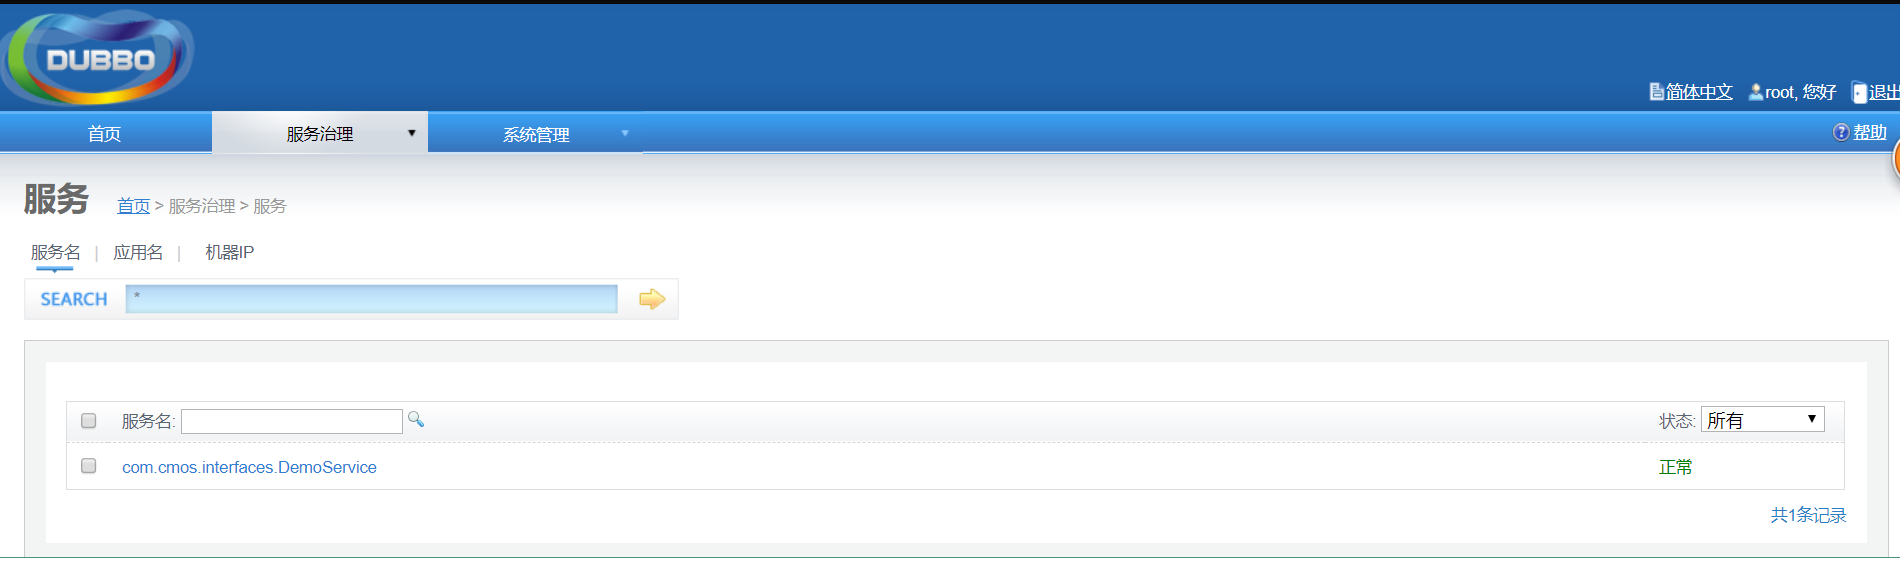 DUBBO
简体中文 root, 您好 退出
首页 服务治理 系统管理 帮助
服务 首页 > 服务治理 > 服务
服务名 | 应用名 | 机器IP
SEARCH *
服务名: 状态: 所有
com.cmos.interfaces.DemoService 正常
共1条记录